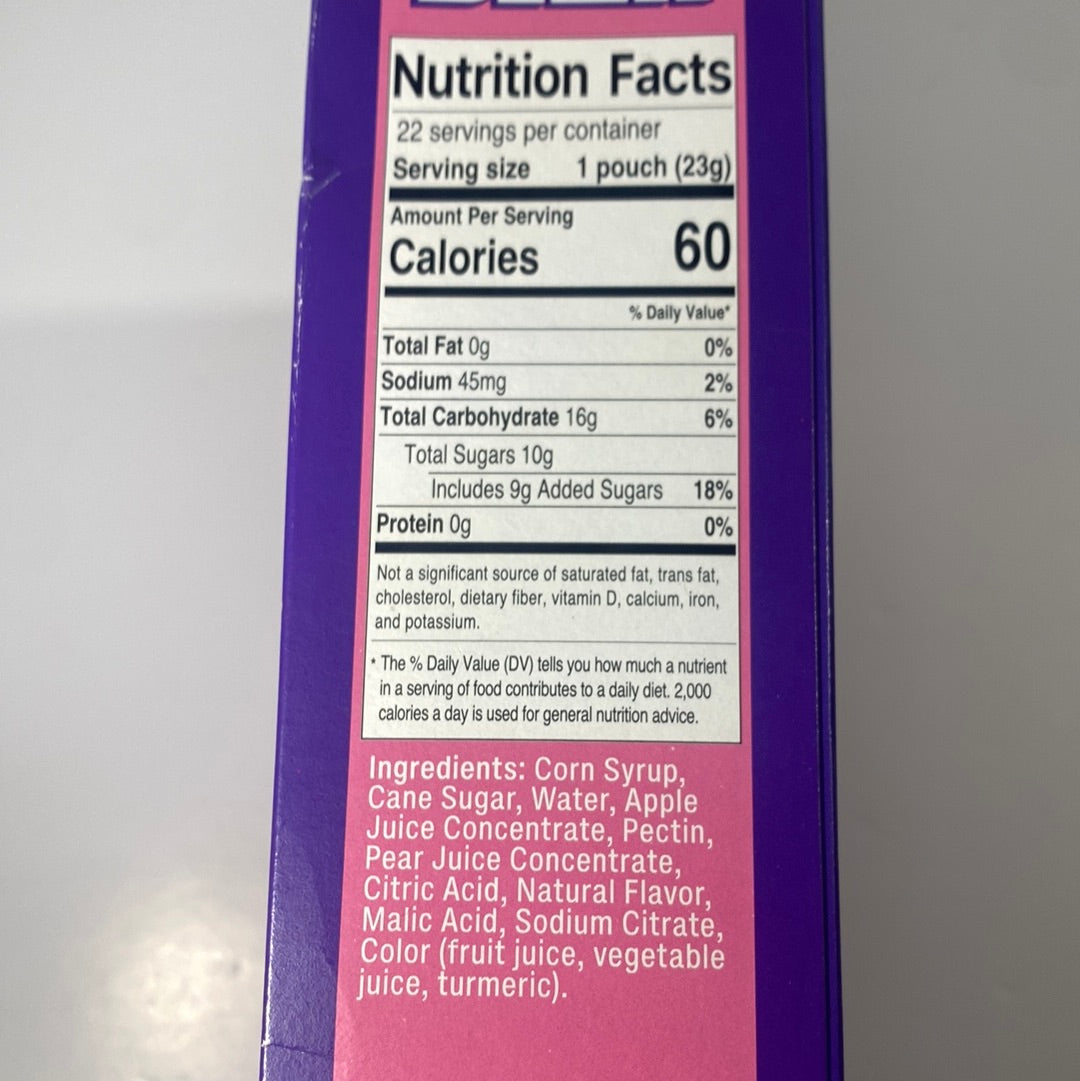 Nutrition Facts
22 servings per container
Serving size 1 pouch (23g)
Amount Per Serving
Calories 60
% Daily Value*
Total Fat 0g 0%
Sodium 45mg 2%
Total Carbohydrate 16g 6%
Total Sugars 10g
Includes 9g Added Sugars 18%
Protein 0g 0%
Not a significant source of saturated fat, trans fat,
cholesterol, dietary fiber, vitamin D, calcium, iron,
and potassium.
* The % Daily Value (DV) tells you how much a nutrient
in a serving of food contributes to a daily diet. 2,000
calories a day is used for general nutrition advice.
Ingredients: Corn Syrup,
Cane Sugar, Water, Apple
Juice Concentrate, Pectin,
Pear Juice Concentrate,
Citric Acid, Natural Flavor,
Malic Acid, Sodium Citrate,
Color (fruit juice, vegetable
juice, turmeric).